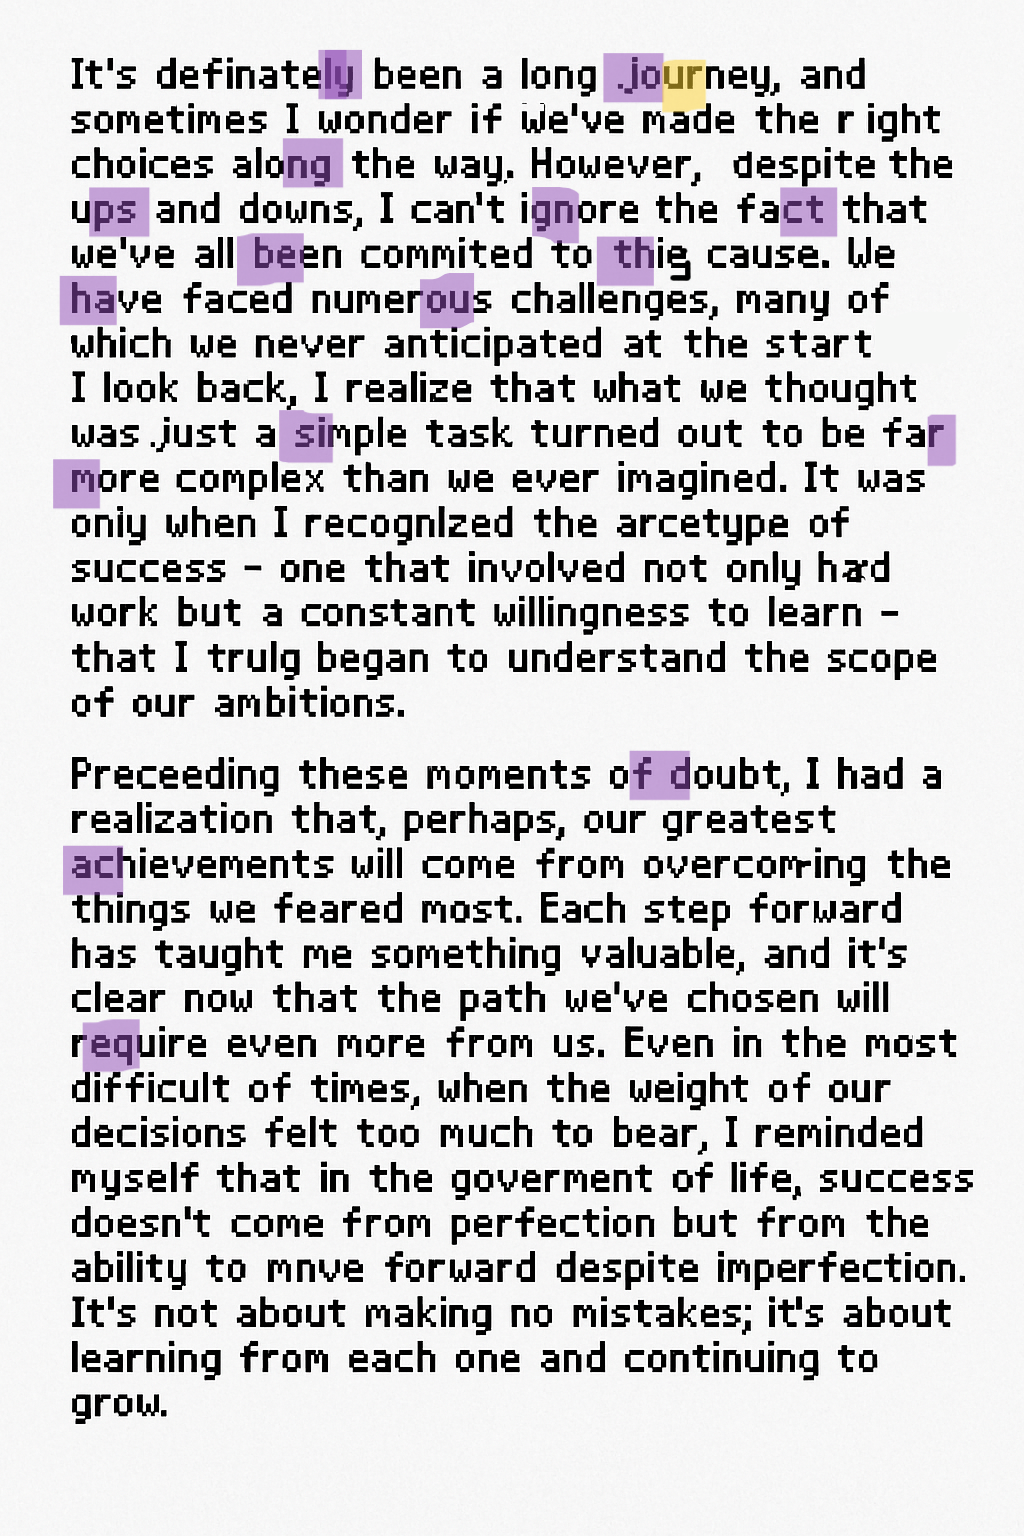 It's definately been a long journey, and
sometimes I wonder if we've made the r ight
choices along the way. However,  despite the
ups and downs, I can't ignore the fact that
we've all been commited to this cause. We
have faced numerous challenges, many of
which we never anticipated at the start
I look back, I realize that what we thought
was just a simple task turned out to be far
more complex than we ever imagined. It was
oniy when I recognlzed the arcetype of
success – one that involved not only hard
work but a constant willingness to learn –
that I trulg began to understand the scope
of our ambitions.
Preceeding these moments of doubt, I had a
realization that, perhaps, our greatest
achievements will come from overcoming the
things we feared most. Each step forward
has taught me something valuable, and it's
clear now that the path we've chosen will
require even more from us. Even in the most
difficult of times, when the weight of our
decisions felt too much to bear, I reminded
myself that in the goverment of life, success
doesn't come from perfection but from the
ability to mnve forward despite imperfection.
It's not about making no mistakes; it's about
learning from each one and continuing to
grow.